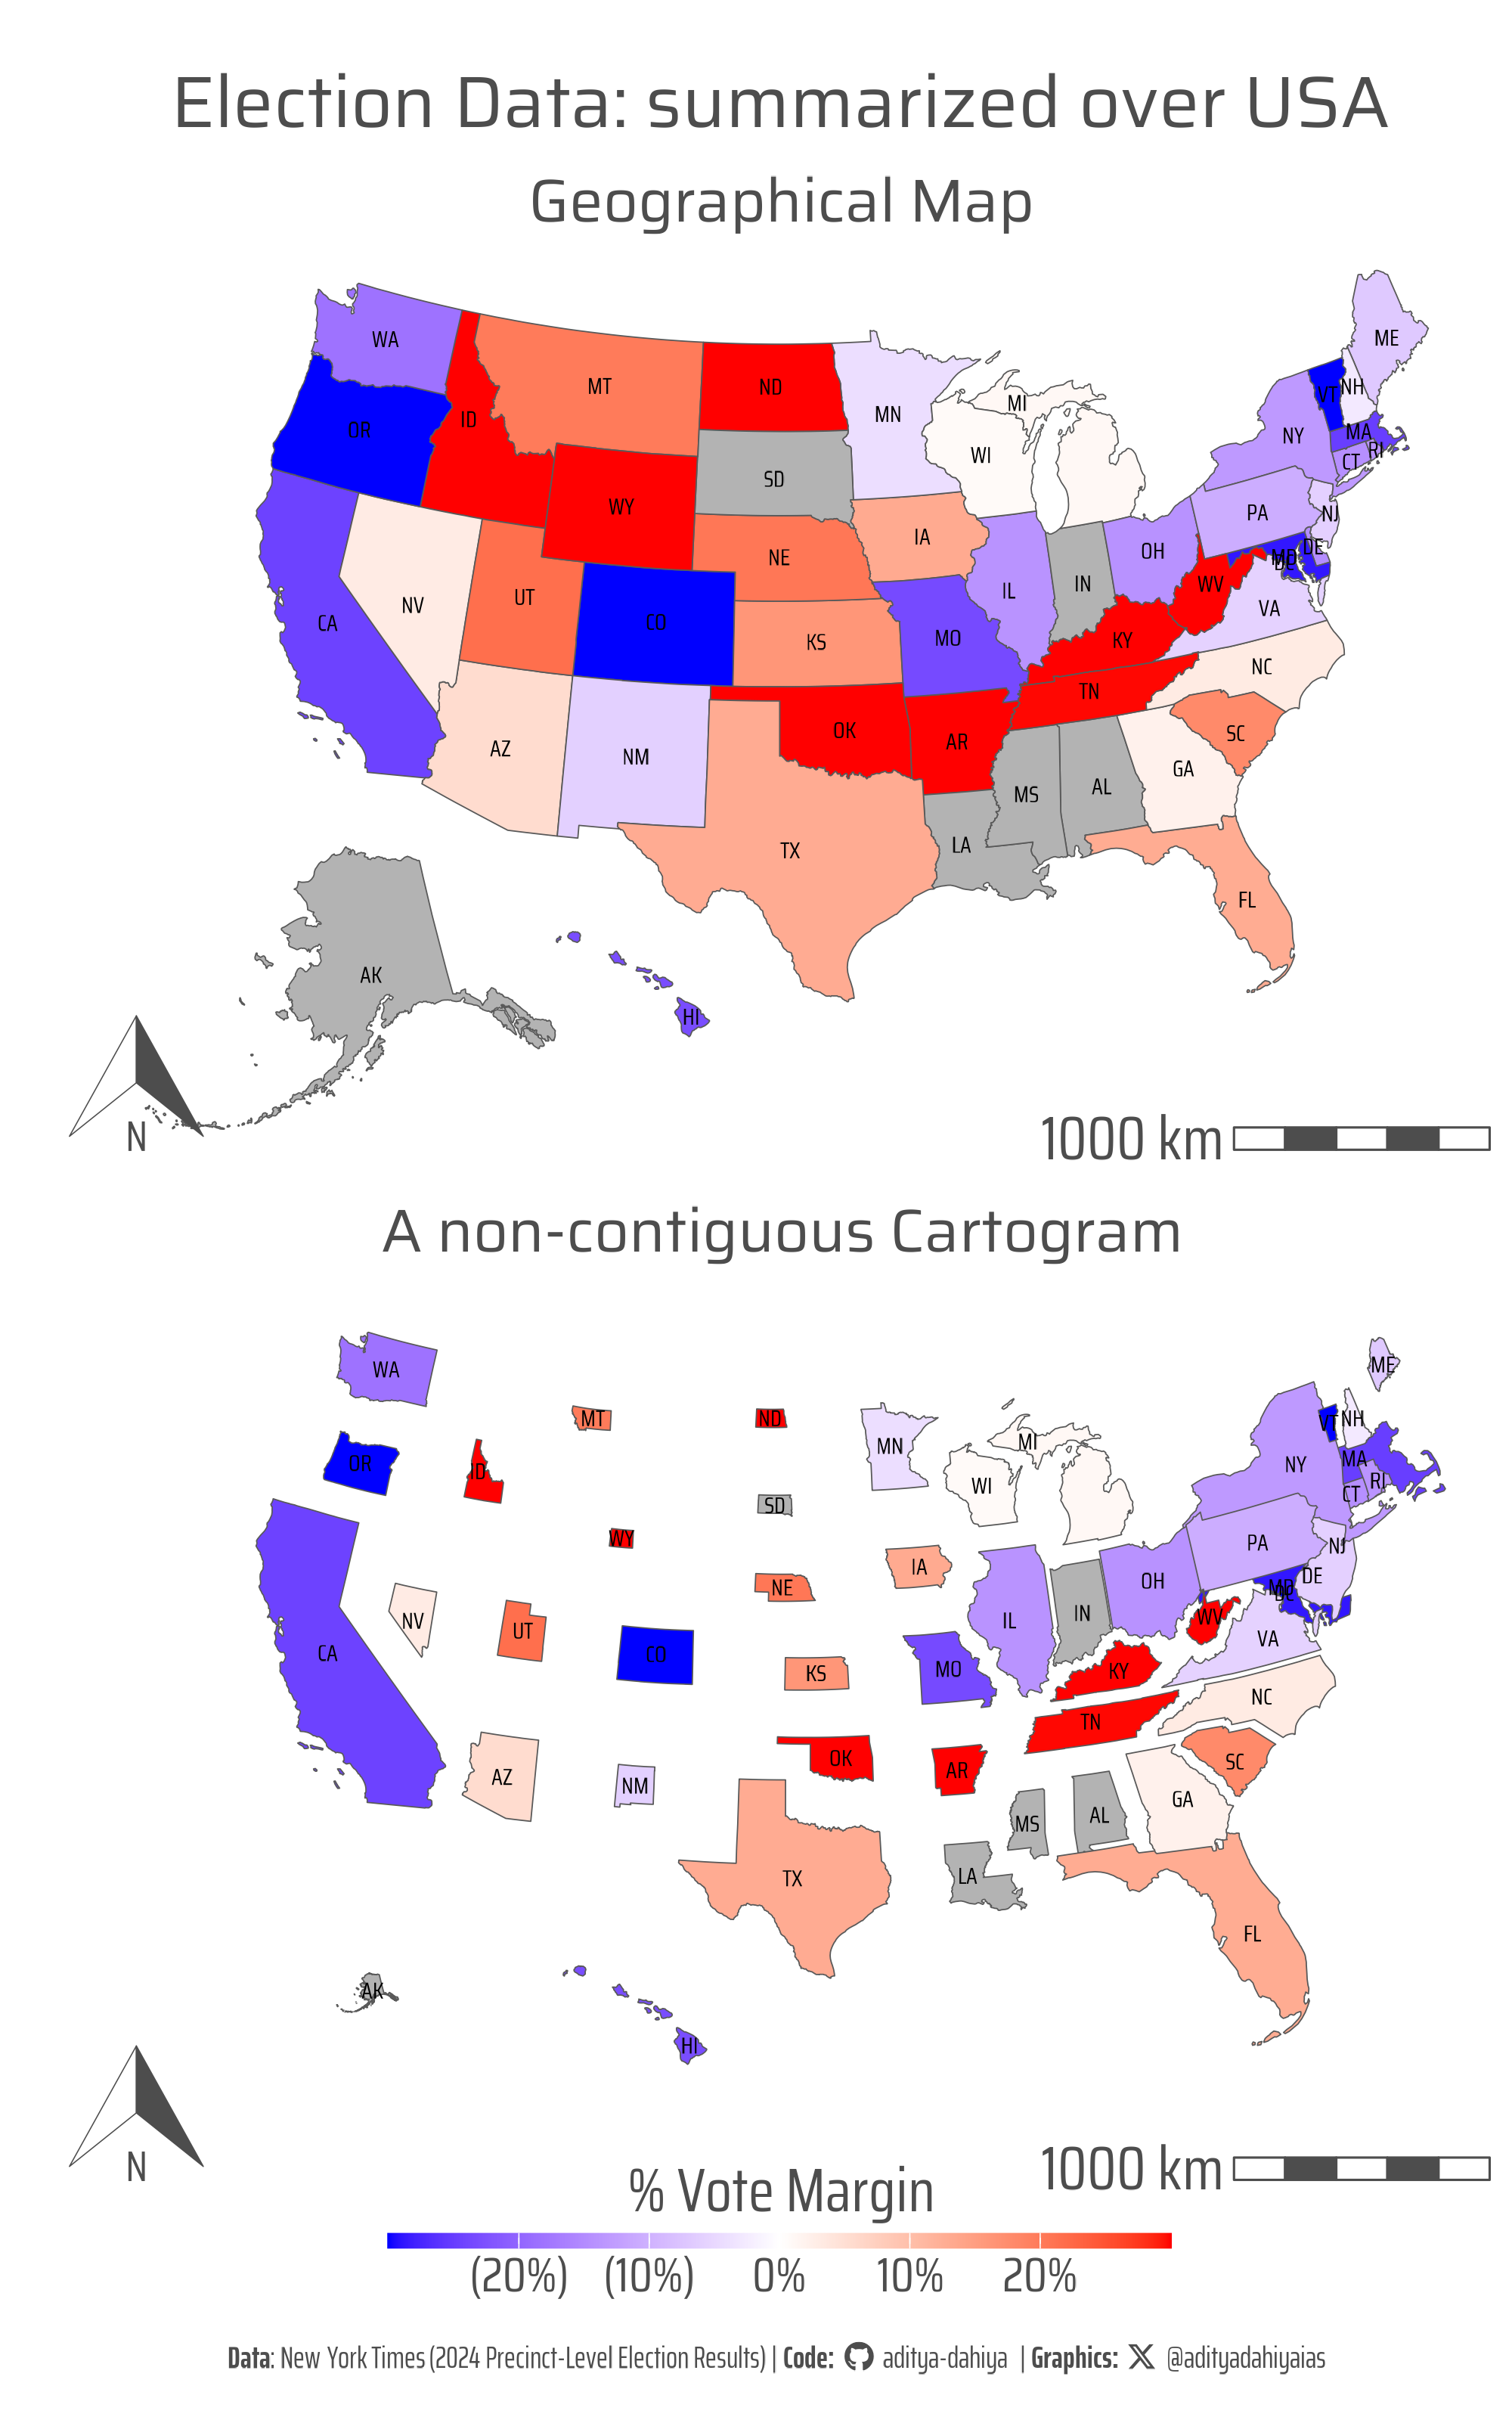 Election Data: summarized over USA
Geographical Map
WA
ME
MT
ND
VT
NH
MI
MN
ID
OR
NY
MA
RI
WI
CT
SD
WY
PA
NJ
IA
OH
DE
NE
MD
DC
IN
WV
IL
UT
NV
VA
CO
CA
MO
KS
KY
NC
TN
OK
SC
AR
AZ
NM
GA
AL
MS
LA
TX
FL
AK
HI
N
1000 km
A non-contiguous Cartogram
WA
ME
MT
ND
VT
NH
MI
MN
OR
NY
MA
ID
RI
WI
CT
SD
WY
PA
NJ
IA
DE
OH
NE
MD
DC
IN
WV
IL
NV
UT
VA
CO
CA
MO
KS
KY
NC
TN
OK
SC
AR
AZ
NM
GA
AL
MS
LA
TX
FL
AK
HI
N
1000 km
% Vote Margin
(20%) (10%) 0% 10% 20%
Data: New York Times (2024 Precinct-Level Election Results) | Code: aditya-dahiya | Graphics: @adityadahiyaias